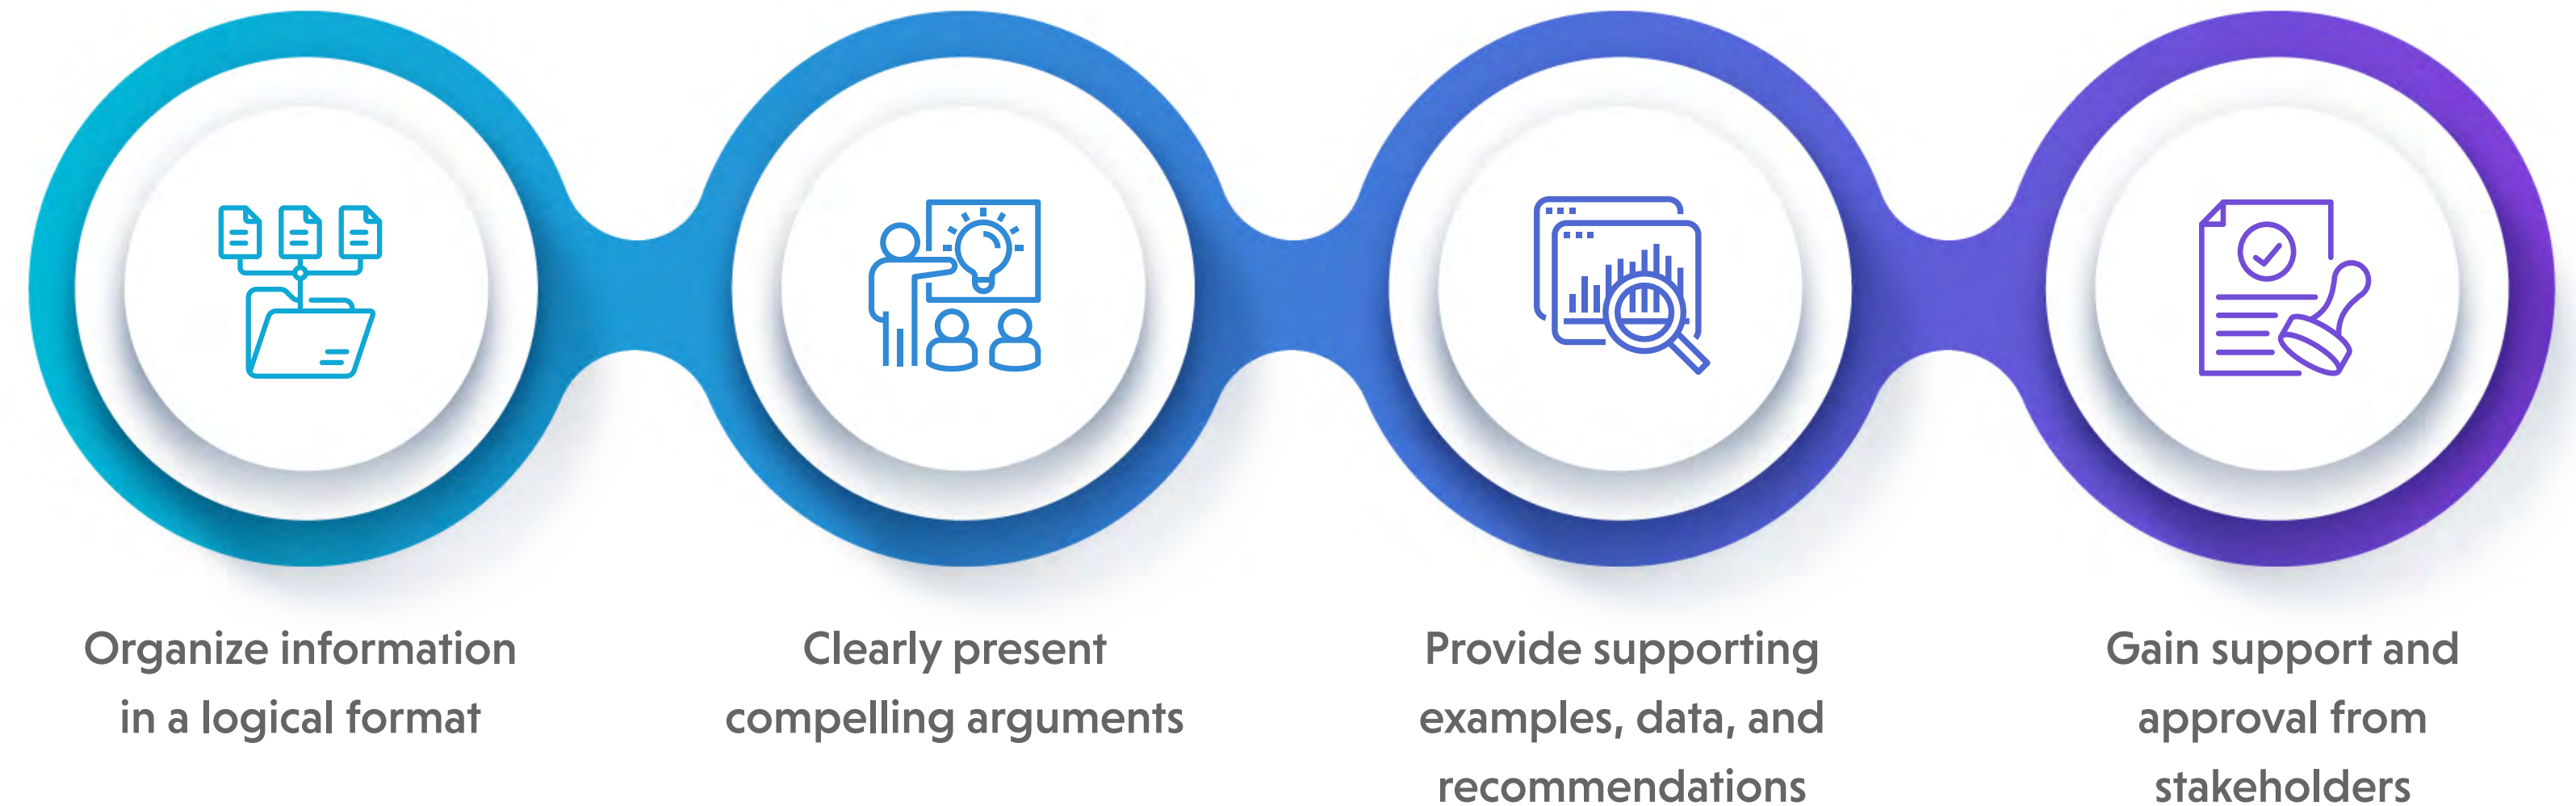 Organize information
in a logical format
Clearly present
compelling arguments
Provide supporting
examples, data, and
recommendations
Gain support and
approval from
stakeholders